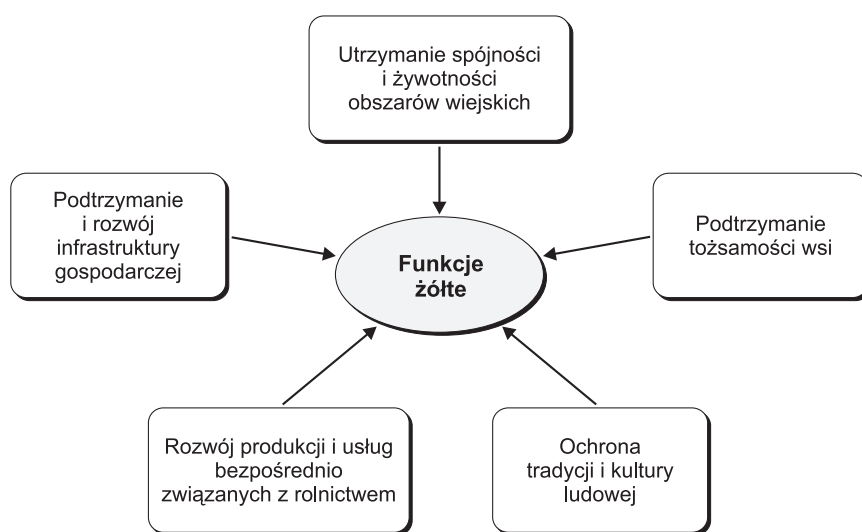 Utrzymanie spójności
i żywotności
obszarów wiejskich
Podtrzymanie
i rozwój
infrastruktury
gospodarczej
Funkcje
żółte
Podtrzymanie
tożsamości wsi
Rozwój produkcji i usług
bezpośrednio
związanych z rolnictwem
Ochrona
tradycji i kultury
ludowej